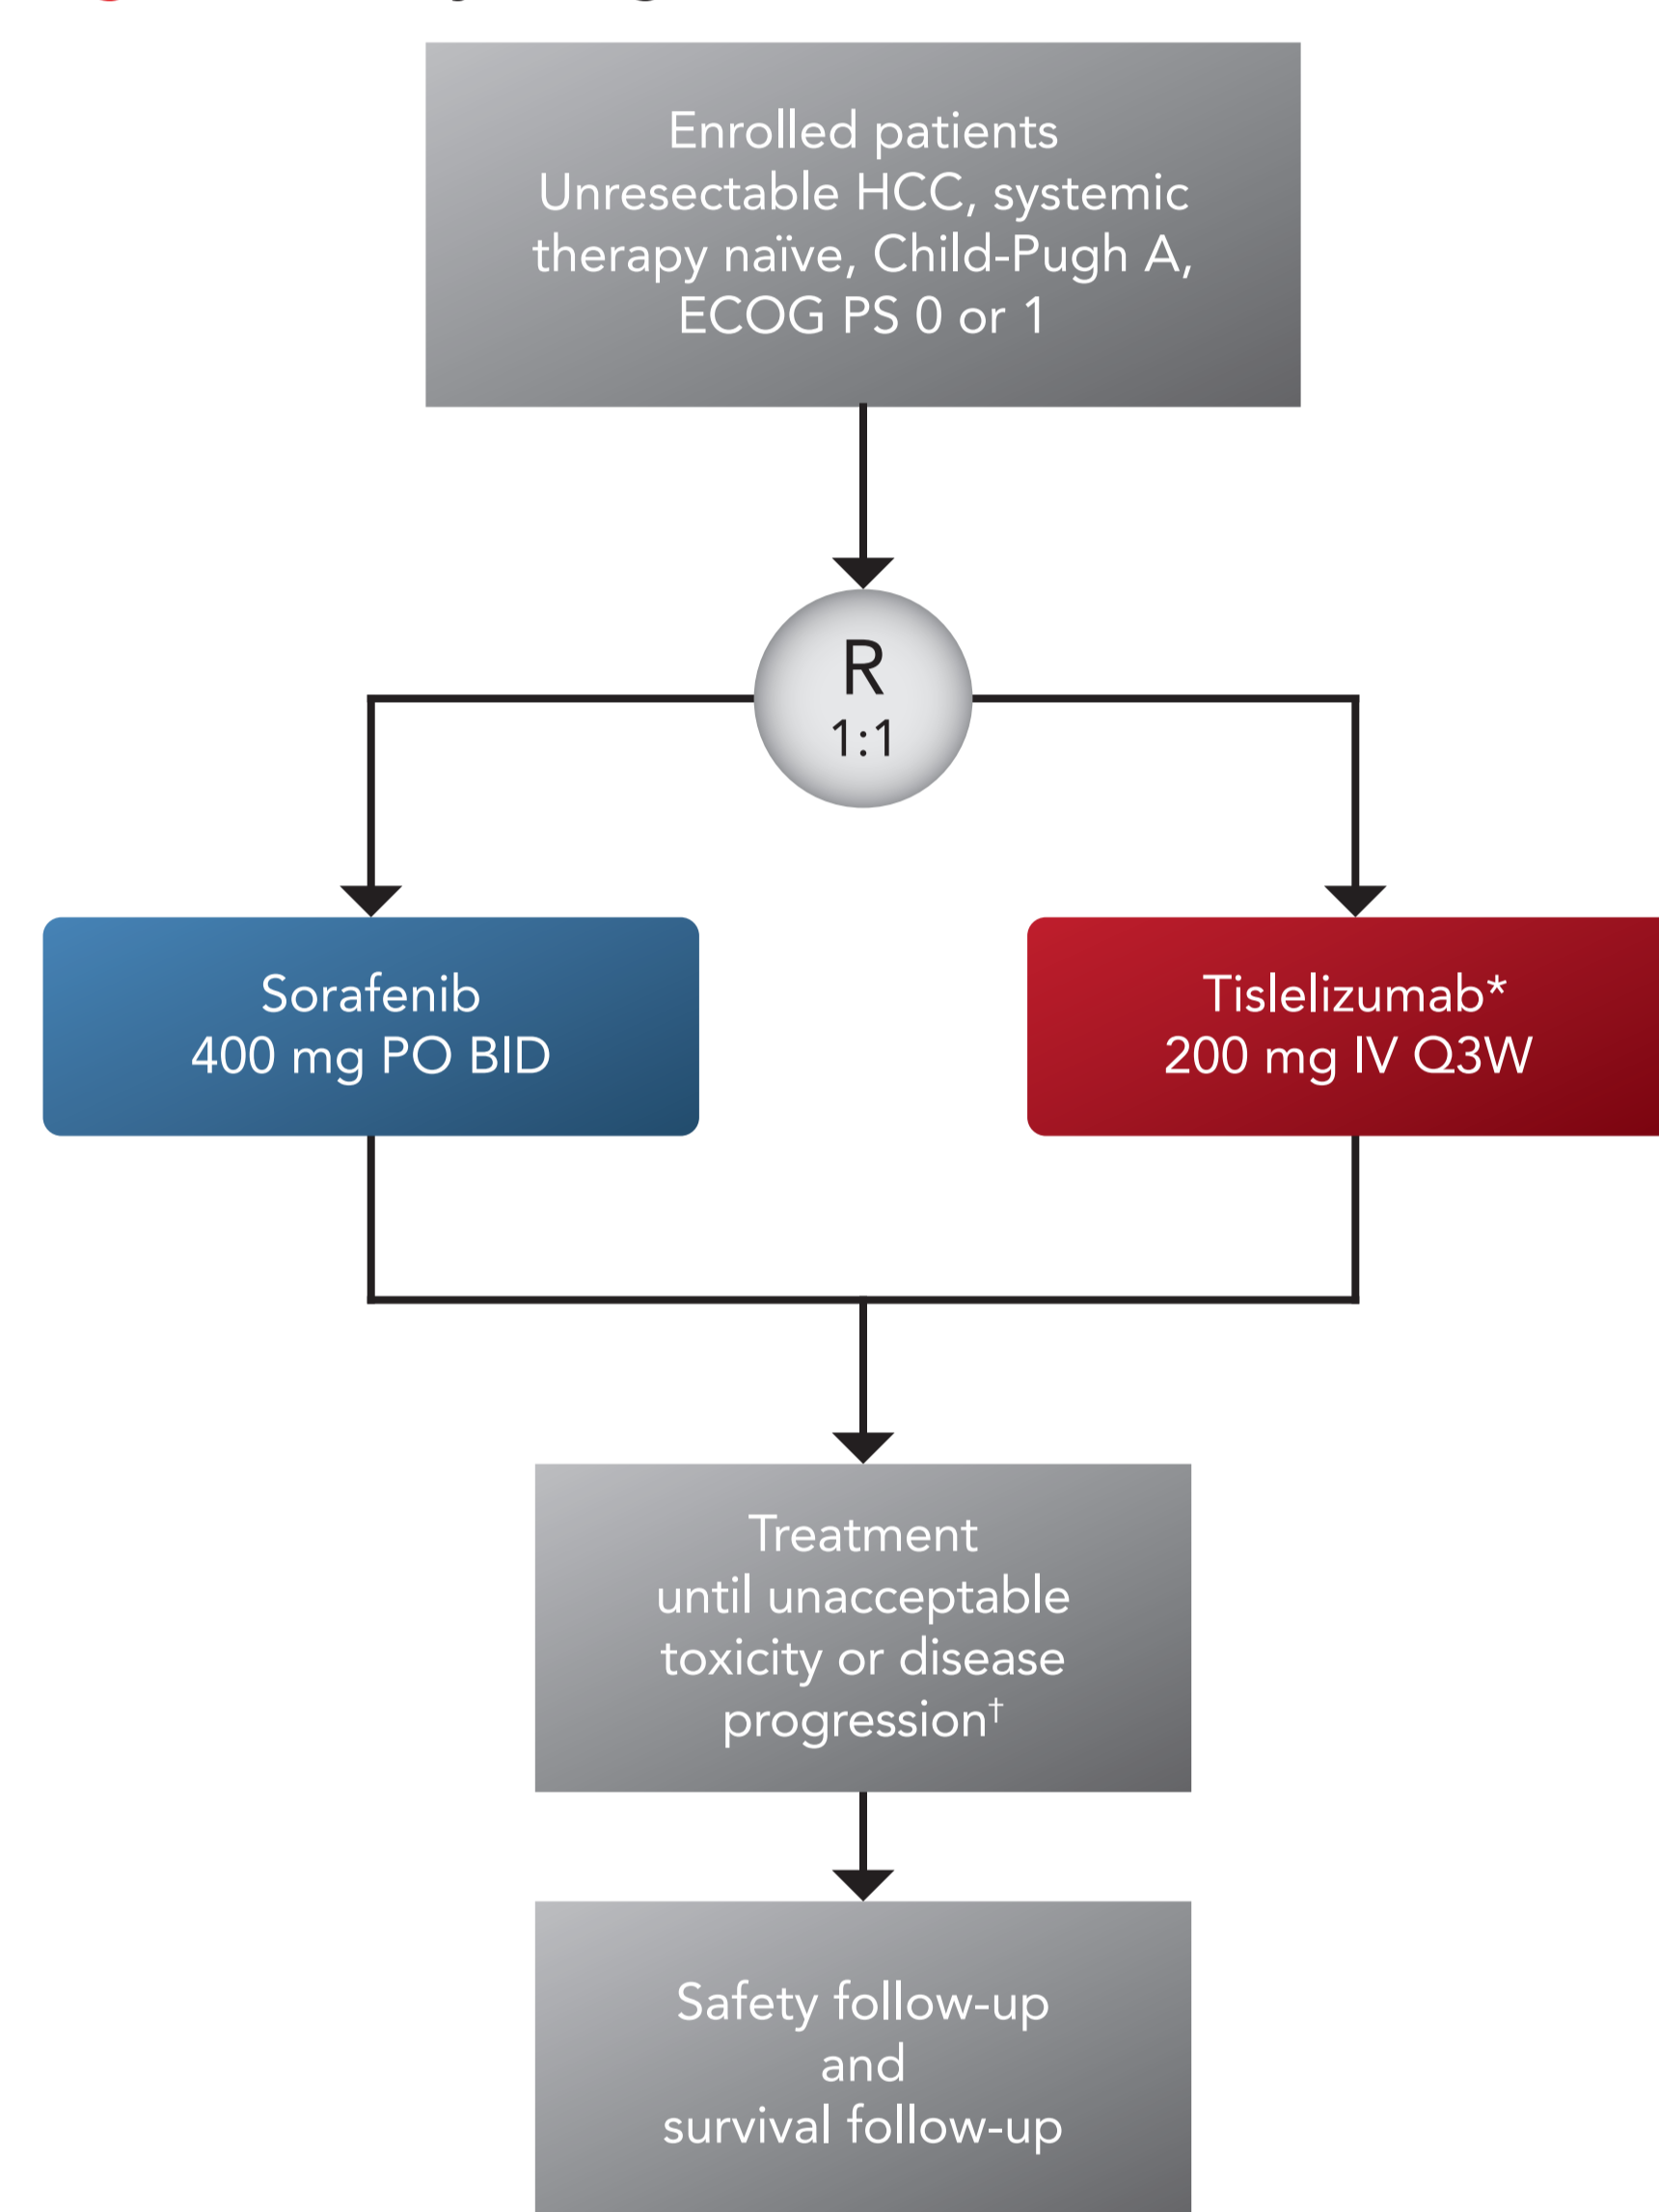 Enrolled patients
Unresectable HCC, systemic
therapy naïve, Child-Pugh A,
ECOG PS 0 or 1
R
1:1
Sorafenib
400 mg PO BID
Tislelizumab*
200 mg IV Q3W
Treatment
until unacceptable
toxicity or disease
progression†
Safety follow-up
and
survival follow-up